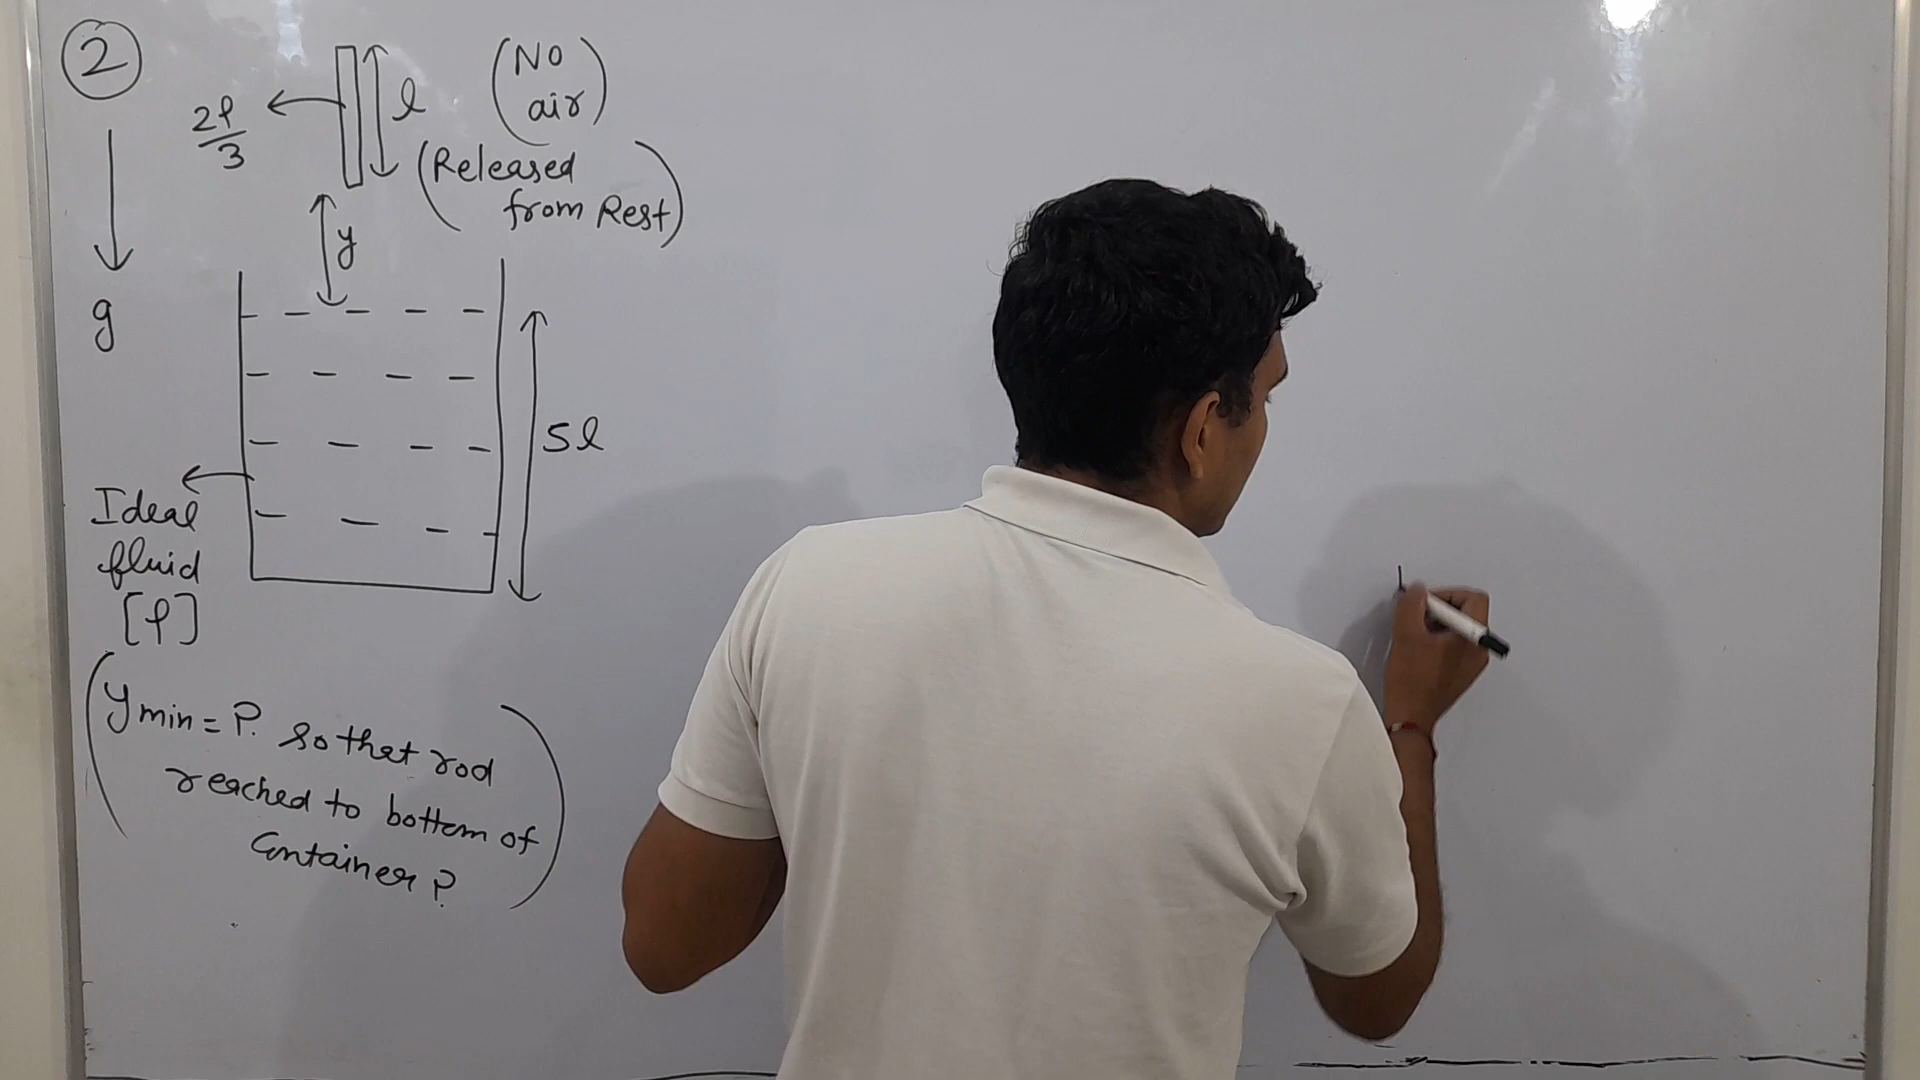 ②
2ρ/3
l
(No
air)
(Released
from Rest)
y
g
5l
Ideal
fluid
[ρ]
(ymin = ?. so that rod
reached to bottom of
Container ?)